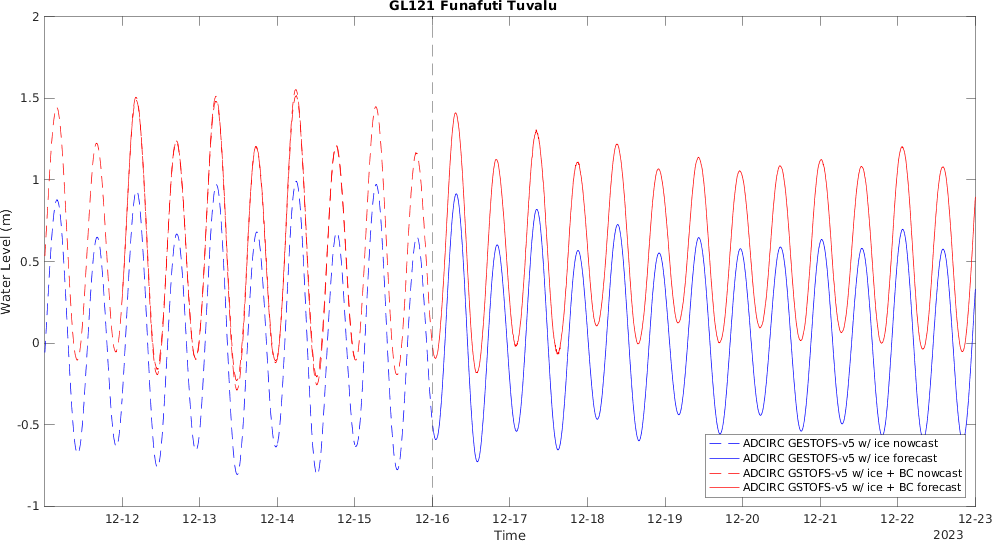 GL121 Funafuti Tuvalu
2
1.5
1
0.5
0
-0.5
-1
Water Level (m)
12-12 12-13 12-14 12-15 12-16 12-17 12-18 12-19 12-20 12-21 12-22 12-23
Time
2023
ADCIRC GESTOFS-v5 w/ ice nowcast
ADCIRC GESTOFS-v5 w/ ice forecast
ADCIRC GSTOFS-v5 w/ ice + BC nowcast
ADCIRC GSTOFS-v5 w/ ice + BC forecast